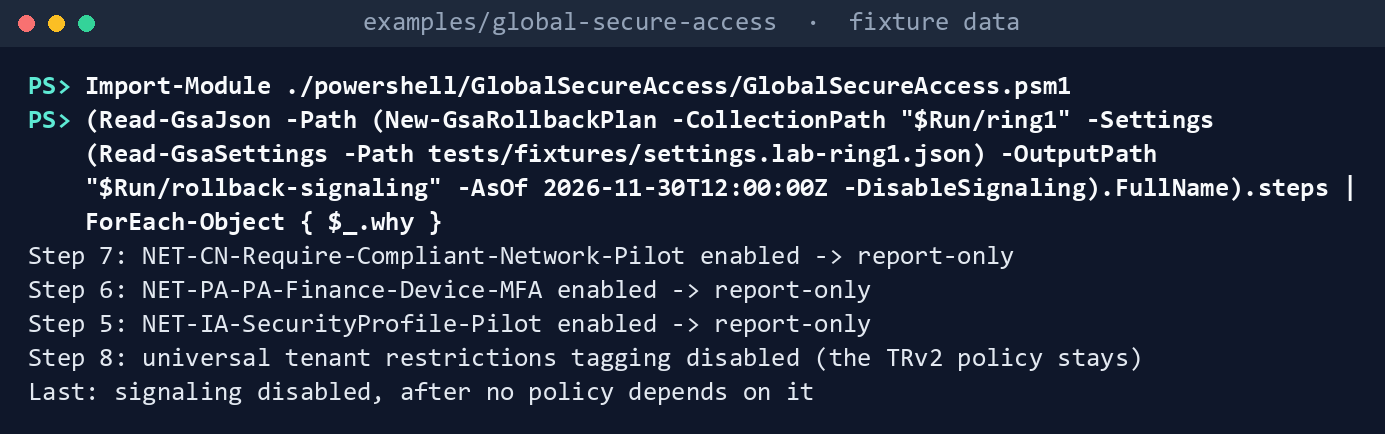 examples/global-secure-access · fixture data
PS> Import-Module ./powershell/GlobalSecureAccess/GlobalSecureAccess.psm1
PS> (Read-GsaJson -Path (New-GsaRollbackPlan -CollectionPath "$Run/ring1" -Settings
(Read-GsaSettings -Path tests/fixtures/settings.lab-ring1.json) -OutputPath
"$Run/rollback-signaling" -AsOf 2026-11-30T12:00:00Z -DisableSignaling).FullName).steps |
ForEach-Object { $_.why }
Step 7: NET-CN-Require-Compliant-Network-Pilot enabled -> report-only
Step 6: NET-PA-PA-Finance-Device-MFA enabled -> report-only
Step 5: NET-IA-SecurityProfile-Pilot enabled -> report-only
Step 8: universal tenant restrictions tagging disabled (the TRv2 policy stays)
Last: signaling disabled, after no policy depends on it